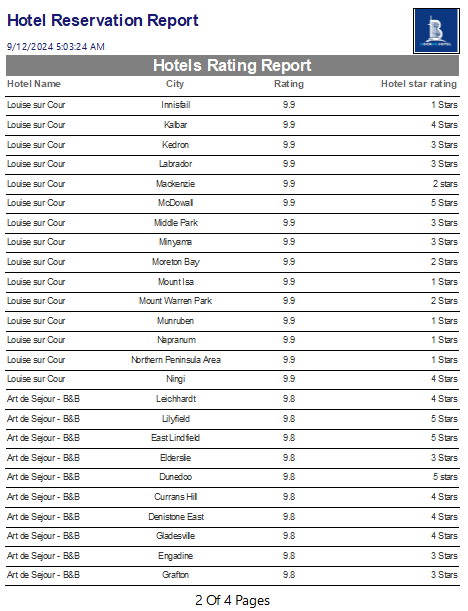 Hotel Reservation Report
9/12/2024 5:03:24 AM
Hotels Rating Report
Hotel Name City Rating Hotel star rating
Louise sur Cour Innisfail 9.9 1 Stars
Louise sur Cour Kalbar 9.9 4 Stars
Louise sur Cour Kedron 9.9 3 Stars
Louise sur Cour Labrador 9.9 3 Stars
Louise sur Cour Mackenzie 9.9 2 stars
Louise sur Cour McDowall 9.9 5 Stars
Louise sur Cour Middle Park 9.9 3 Stars
Louise sur Cour Minyama 9.9 3 Stars
Louise sur Cour Moreton Bay 9.9 2 Stars
Louise sur Cour Mount Isa 9.9 1 Stars
Louise sur Cour Mount Warren Park 9.9 2 Stars
Louise sur Cour Munruben 9.9 1 Stars
Louise sur Cour Napranum 9.9 1 Stars
Louise sur Cour Northern Peninsula Area 9.9 1 Stars
Louise sur Cour Ningi 9.9 4 Stars
Art de Sejour - B&B Leichhardt 9.8 4 Stars
Art de Sejour - B&B Lilyfield 9.8 5 Stars
Art de Sejour - B&B East Lindfield 9.8 5 Stars
Art de Sejour - B&B Elderslie 9.8 3 Stars
Art de Sejour - B&B Dunedoo 9.8 5 stars
Art de Sejour - B&B Currans Hill 9.8 4 Stars
Art de Sejour - B&B Denistone East 9.8 4 Stars
Art de Sejour - B&B Gladesville 9.8 4 Stars
Art de Sejour - B&B Engadine 9.8 3 Stars
Art de Sejour - B&B Grafton 9.8 3 Stars
2 Of 4 Pages